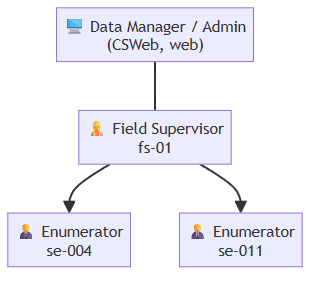 Data Manager / Admin
(CSWeb, web)
Field Supervisor
fs-01
Enumerator
se-004
Enumerator
se-011